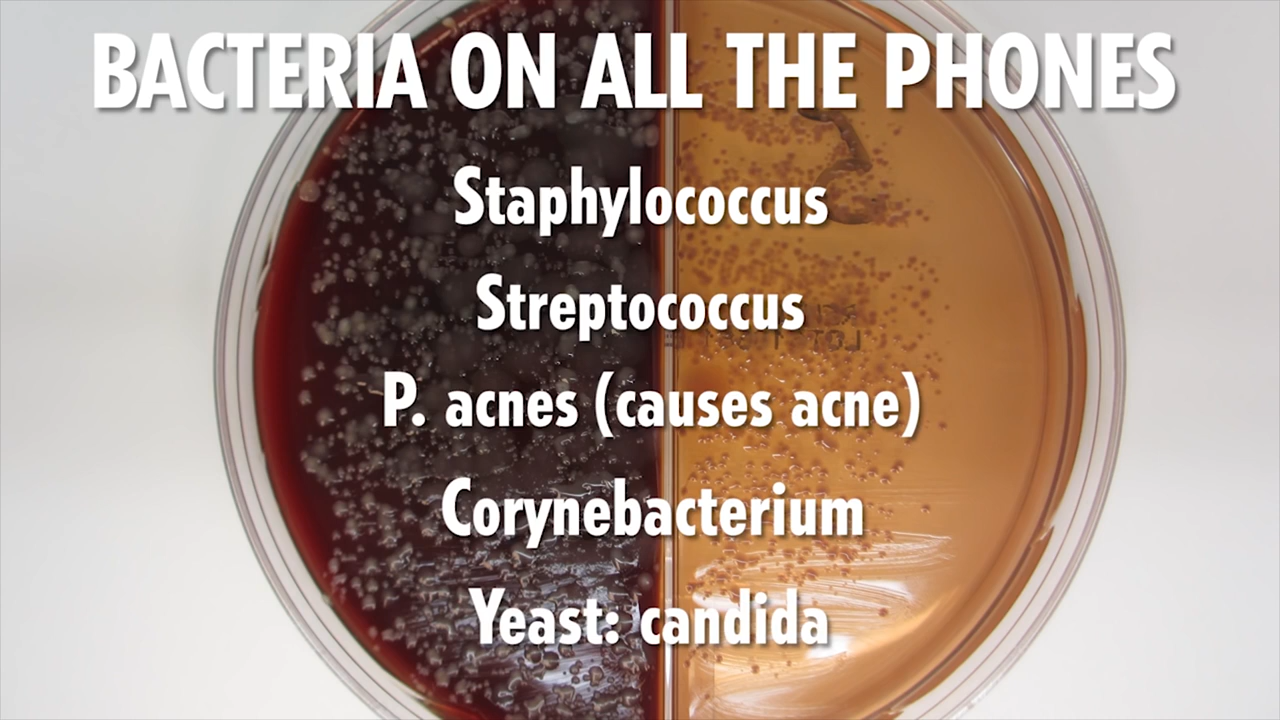 BACTERIA ON ALL THE PHONES
Staphylococcus
Streptococcus
P. acnes (causes acne)
Corynebacterium
Yeast: candida